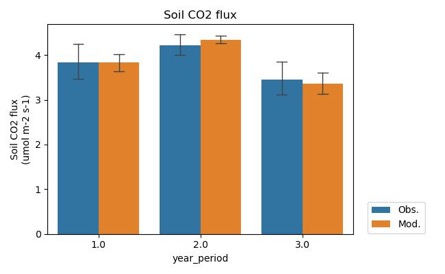 Soil CO2 flux
Soil CO2 flux
(umol m-2 s-1)
4
3
2
1
0
1.0 2.0 3.0
year_period
Obs.
Mod.